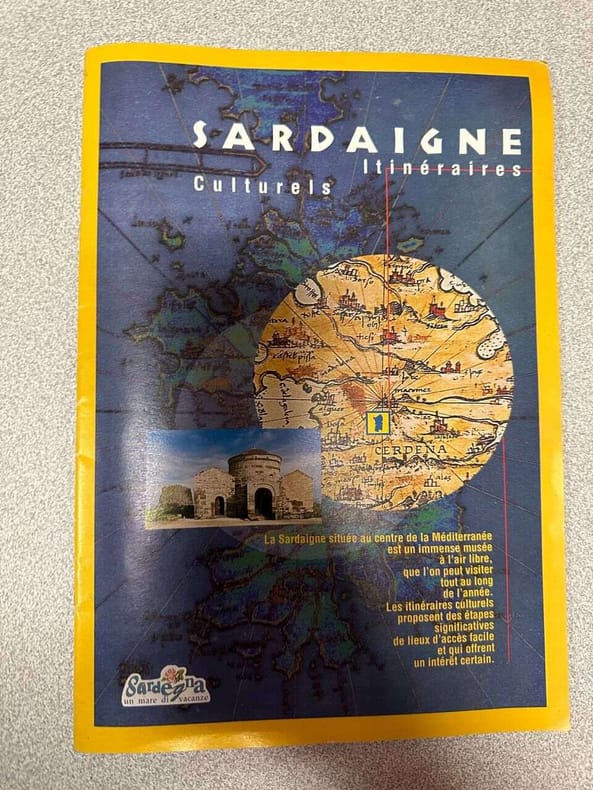 SARDAIGNE
Itinéraires
Culturels
CERDENA
La Sardaigne située au centre de la Méditerranée
est un immense musée
à l'air libre,
que l'on peut visiter
tout au long
de l'année.
Les itinéraires culturels
proposent des étapes
significatives
de lieux d'accès facile
et qui offrent
un intérêt certain.
Sardegna
un mare di vacanze